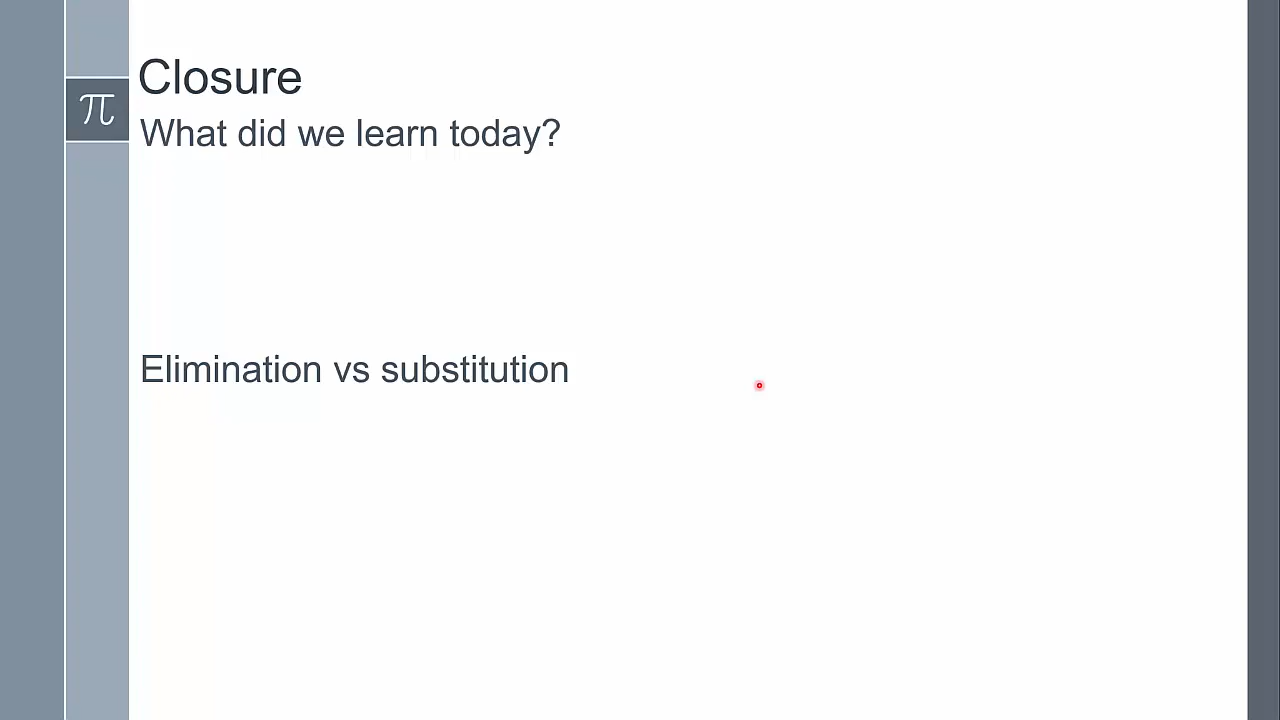 Closure
π
What did we learn today?
Elimination vs substitution